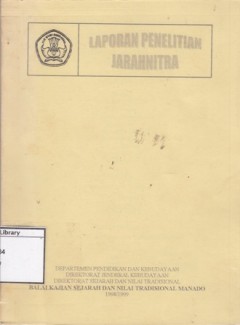 LAPORAN PENELITIAN
JARAHNITRA
Library
DEPARTEMEN PENDIDIKAN DAN KEBUDAYAAN
DIREKTORAT JENDERAL KEBUDAYAAN
DIREKTORAT SEJARAH DAN NILAI TRADISIONAL
BALAI KAJIAN SEJARAH DAN NILAI TRADISIONAL MANADO
1998/1999